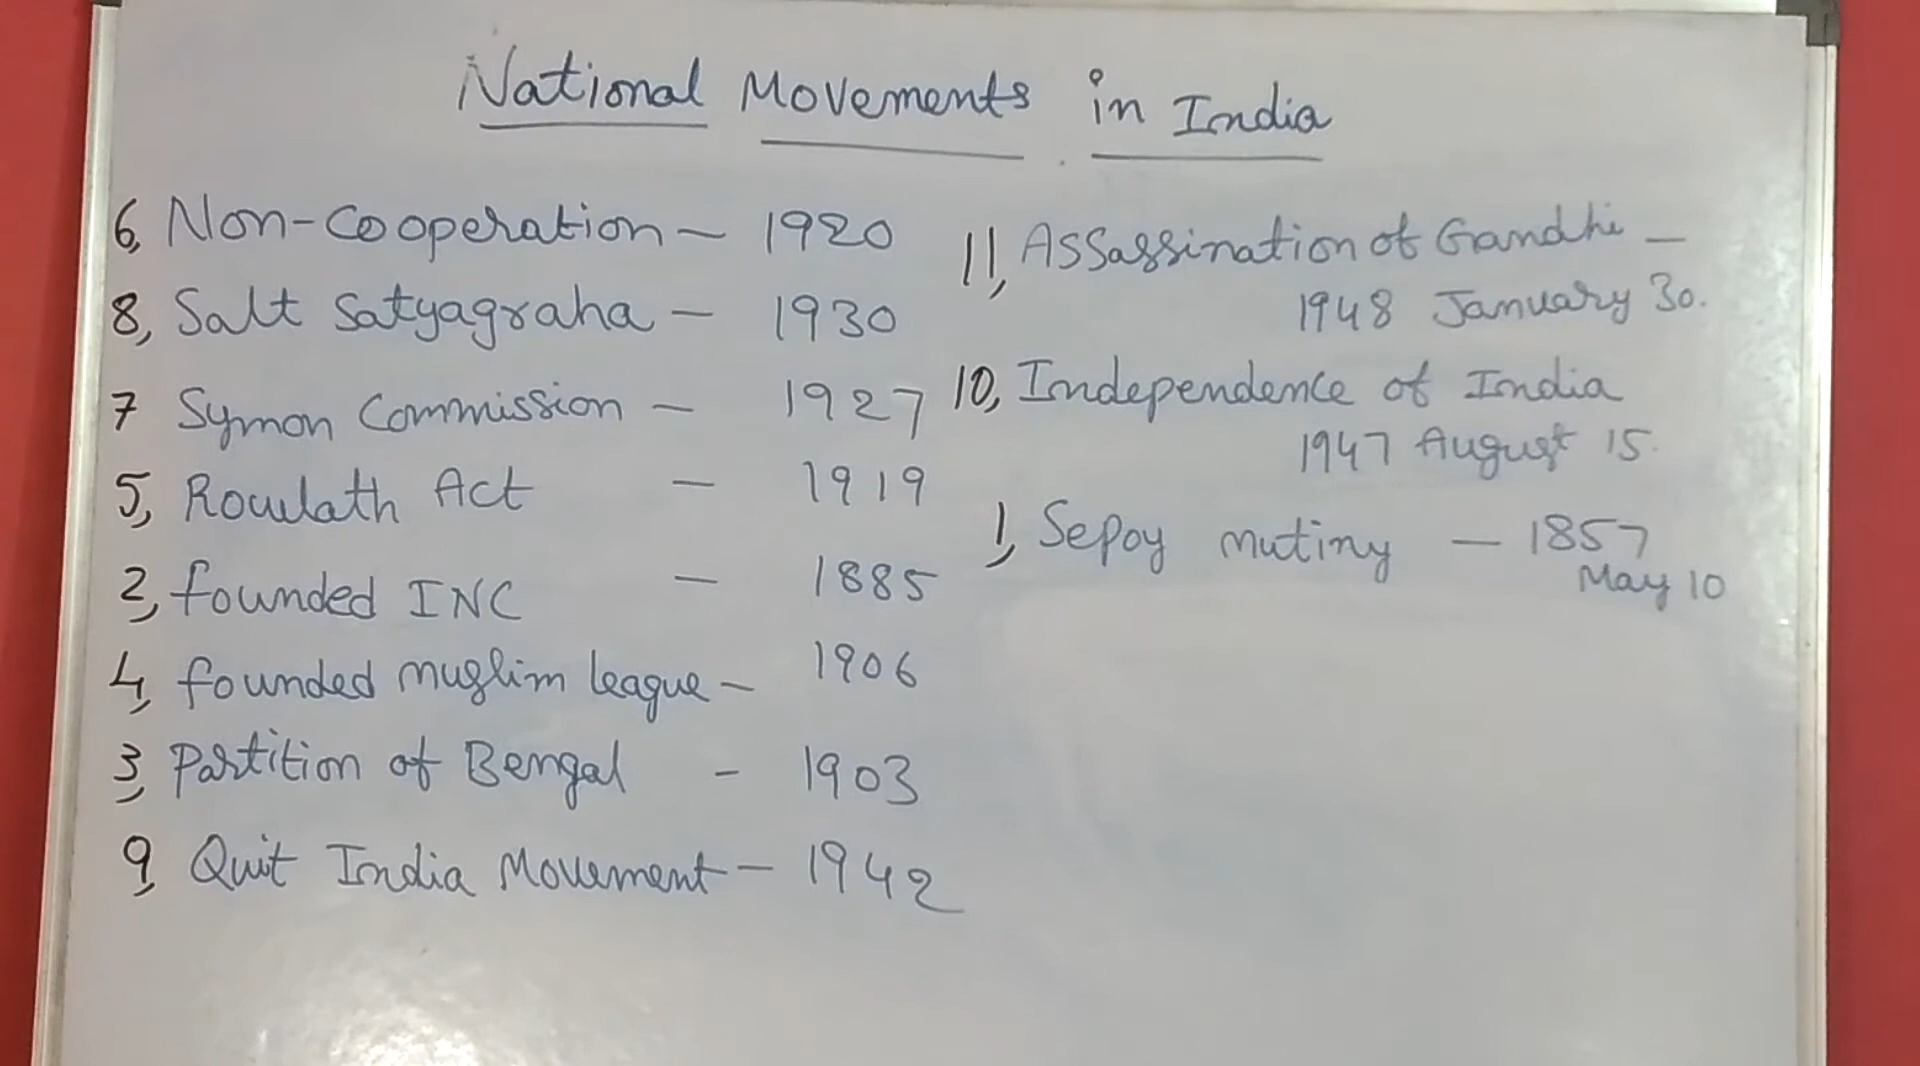 National Movements in India
6, Non-Cooperation - 1920
8, Salt Satyagraha - 1930
7 Symon Commission - 1927
5, Rowlath Act - 1919
2, founded INC - 1885
4, founded muslim league - 1906
3, Partition of Bengal - 1903
9, Quit India Movement - 1942
11, Assassination of Gandhi -
1948 January 30.
10, Independence of India
1947 August 15.
1, Sepoy mutiny - 1857
May 10